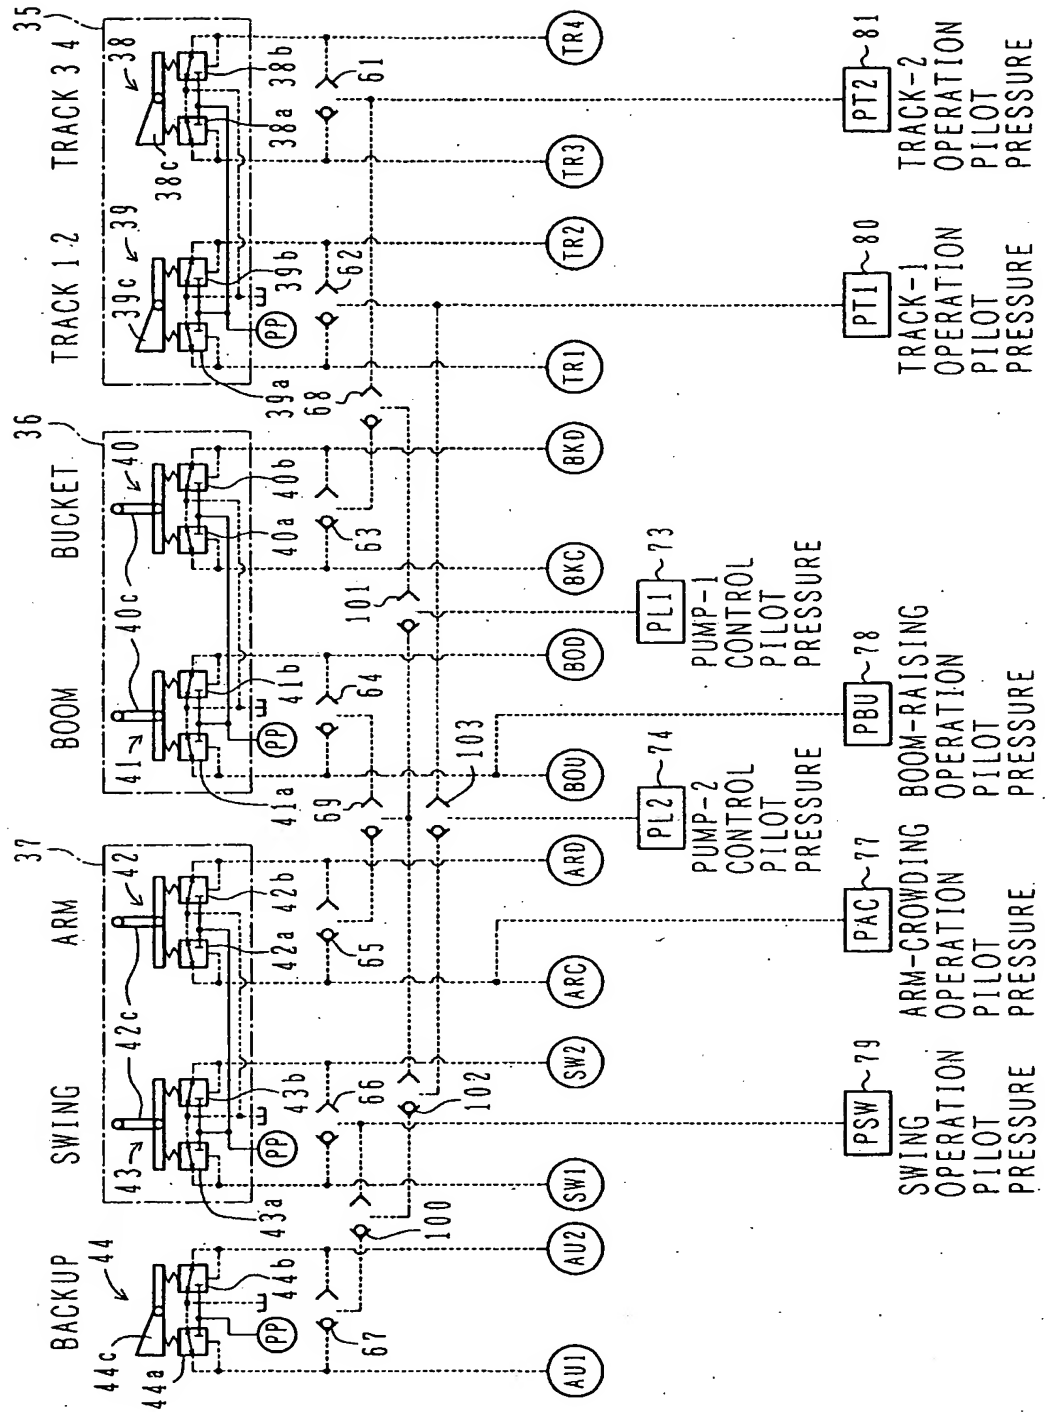 BACKUP
SWING
ARM
BOOM
BUCKET
TRACK 1 2
TRACK 3 4
37
36
35
44c
44
43
42c
42
41
40c
40
39c
39
38
38c
44a
44b
43a
43b
42a
42b
41a
41b
40a
40b
39a
39b
38a
38b
PP
PP
PP
PP
67
66
65
64
63
62
61
100
102
69
103
101
68
AU1
AU2
SW1
SW2
ARC
ARD
BOU
BOD
BKC
BKD
TR1
TR2
TR3
TR4
PL2
74
PUMP-2
CONTROL
PILOT
PRESSURE
PL1
73
PUMP-1
CONTROL
PILOT
PRESSURE
PSW
79
SWING
OPERATION
PILOT
PRESSURE
PAC
77
ARM-CROWDING
OPERATION
PILOT
PRESSURE
PBU
78
BOOM-RAISING
OPERATION
PILOT
PRESSURE
PT1
80
TRACK-1
OPERATION
PILOT
PRESSURE
PT2
81
TRACK-2
OPERATION
PILOT
PRESSURE